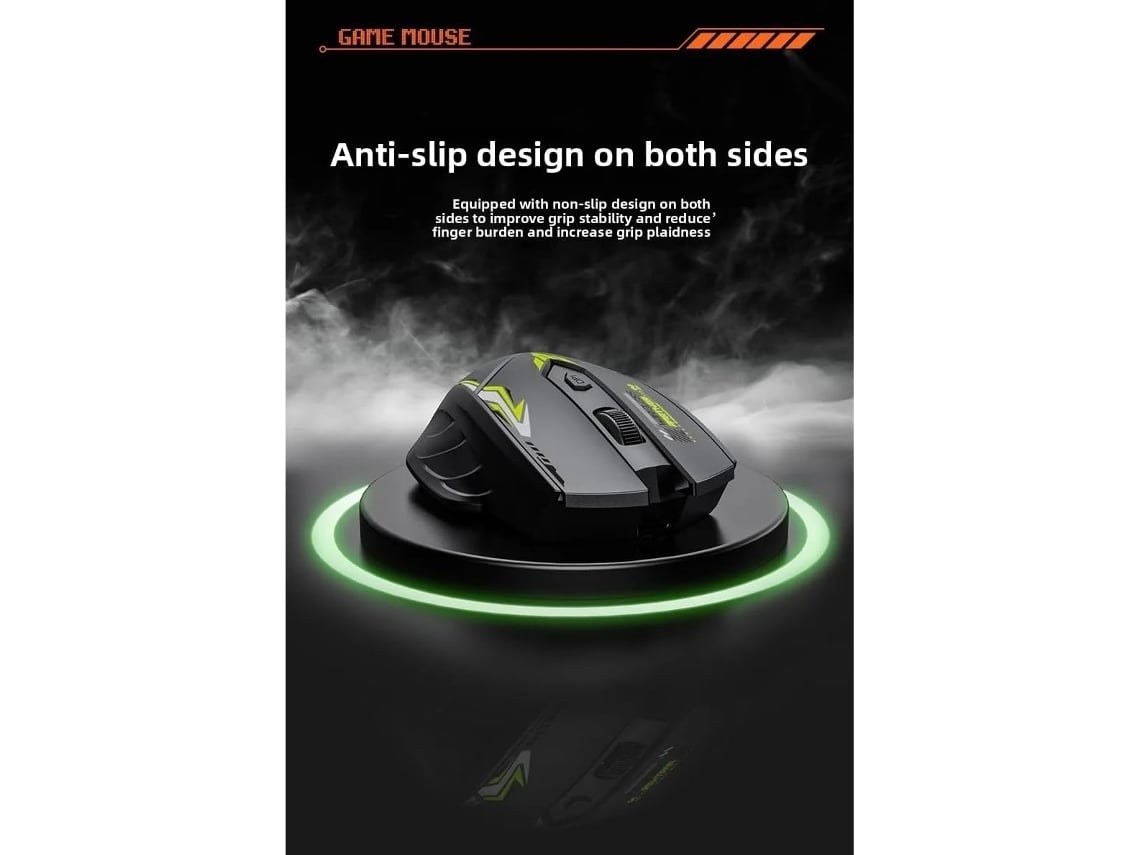 GAME MOUSE
Anti-slip design on both sides
Equipped with non-slip design on both
sides to improve grip stability and reduce’
finger burden and increase grip plaidness